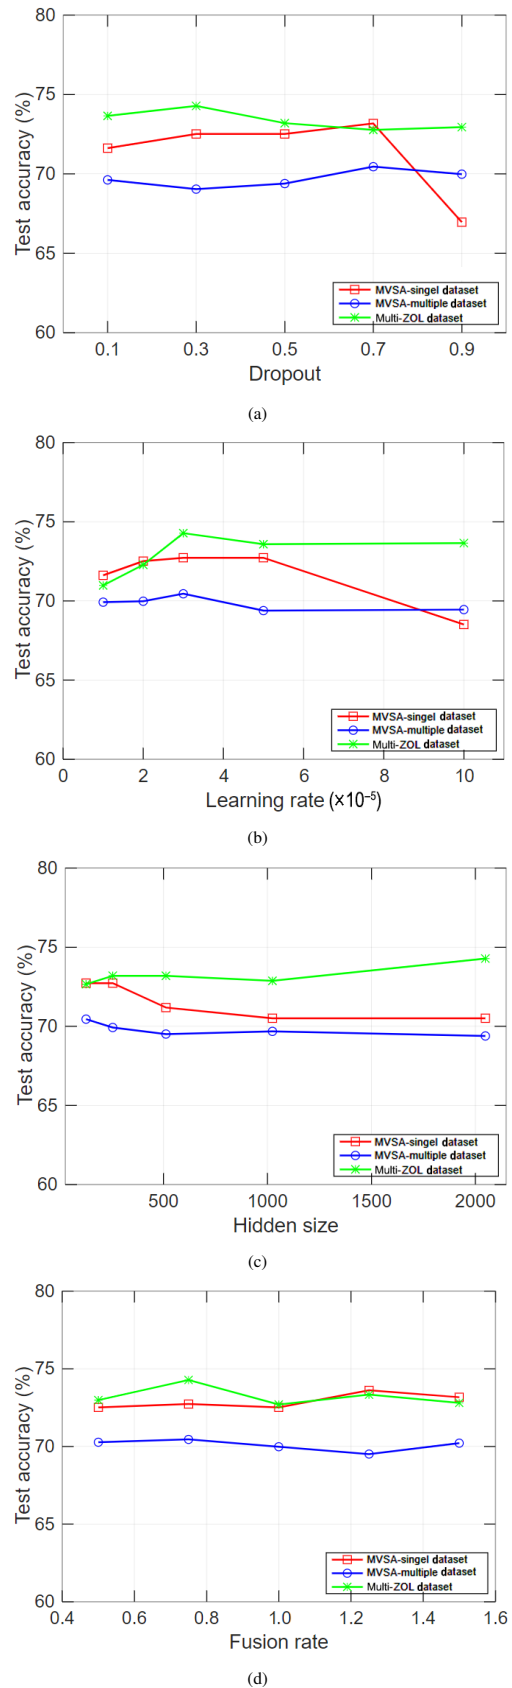 80
75
70
65
60
Test accuracy (%)
MVSA-singel dataset
MVSA-multiple dataset
Multi-ZOL dataset
0.1 0.3 0.5 0.7 0.9
Dropout
(a)
80
75
70
65
60
Test accuracy (%)
MVSA-singel dataset
MVSA-multiple dataset
Multi-ZOL dataset
0 2 4 6 8 10
Learning rate (×10⁻⁵)
(b)
80
75
70
65
60
Test accuracy (%)
MVSA-singel dataset
MVSA-multiple dataset
Multi-ZOL dataset
500 1000 1500 2000
Hidden size
(c)
80
75
70
65
60
Test accuracy (%)
MVSA-singel dataset
MVSA-multiple dataset
Multi-ZOL dataset
0.4 0.6 0.8 1.0 1.2 1.4 1.6
Fusion rate
(d)